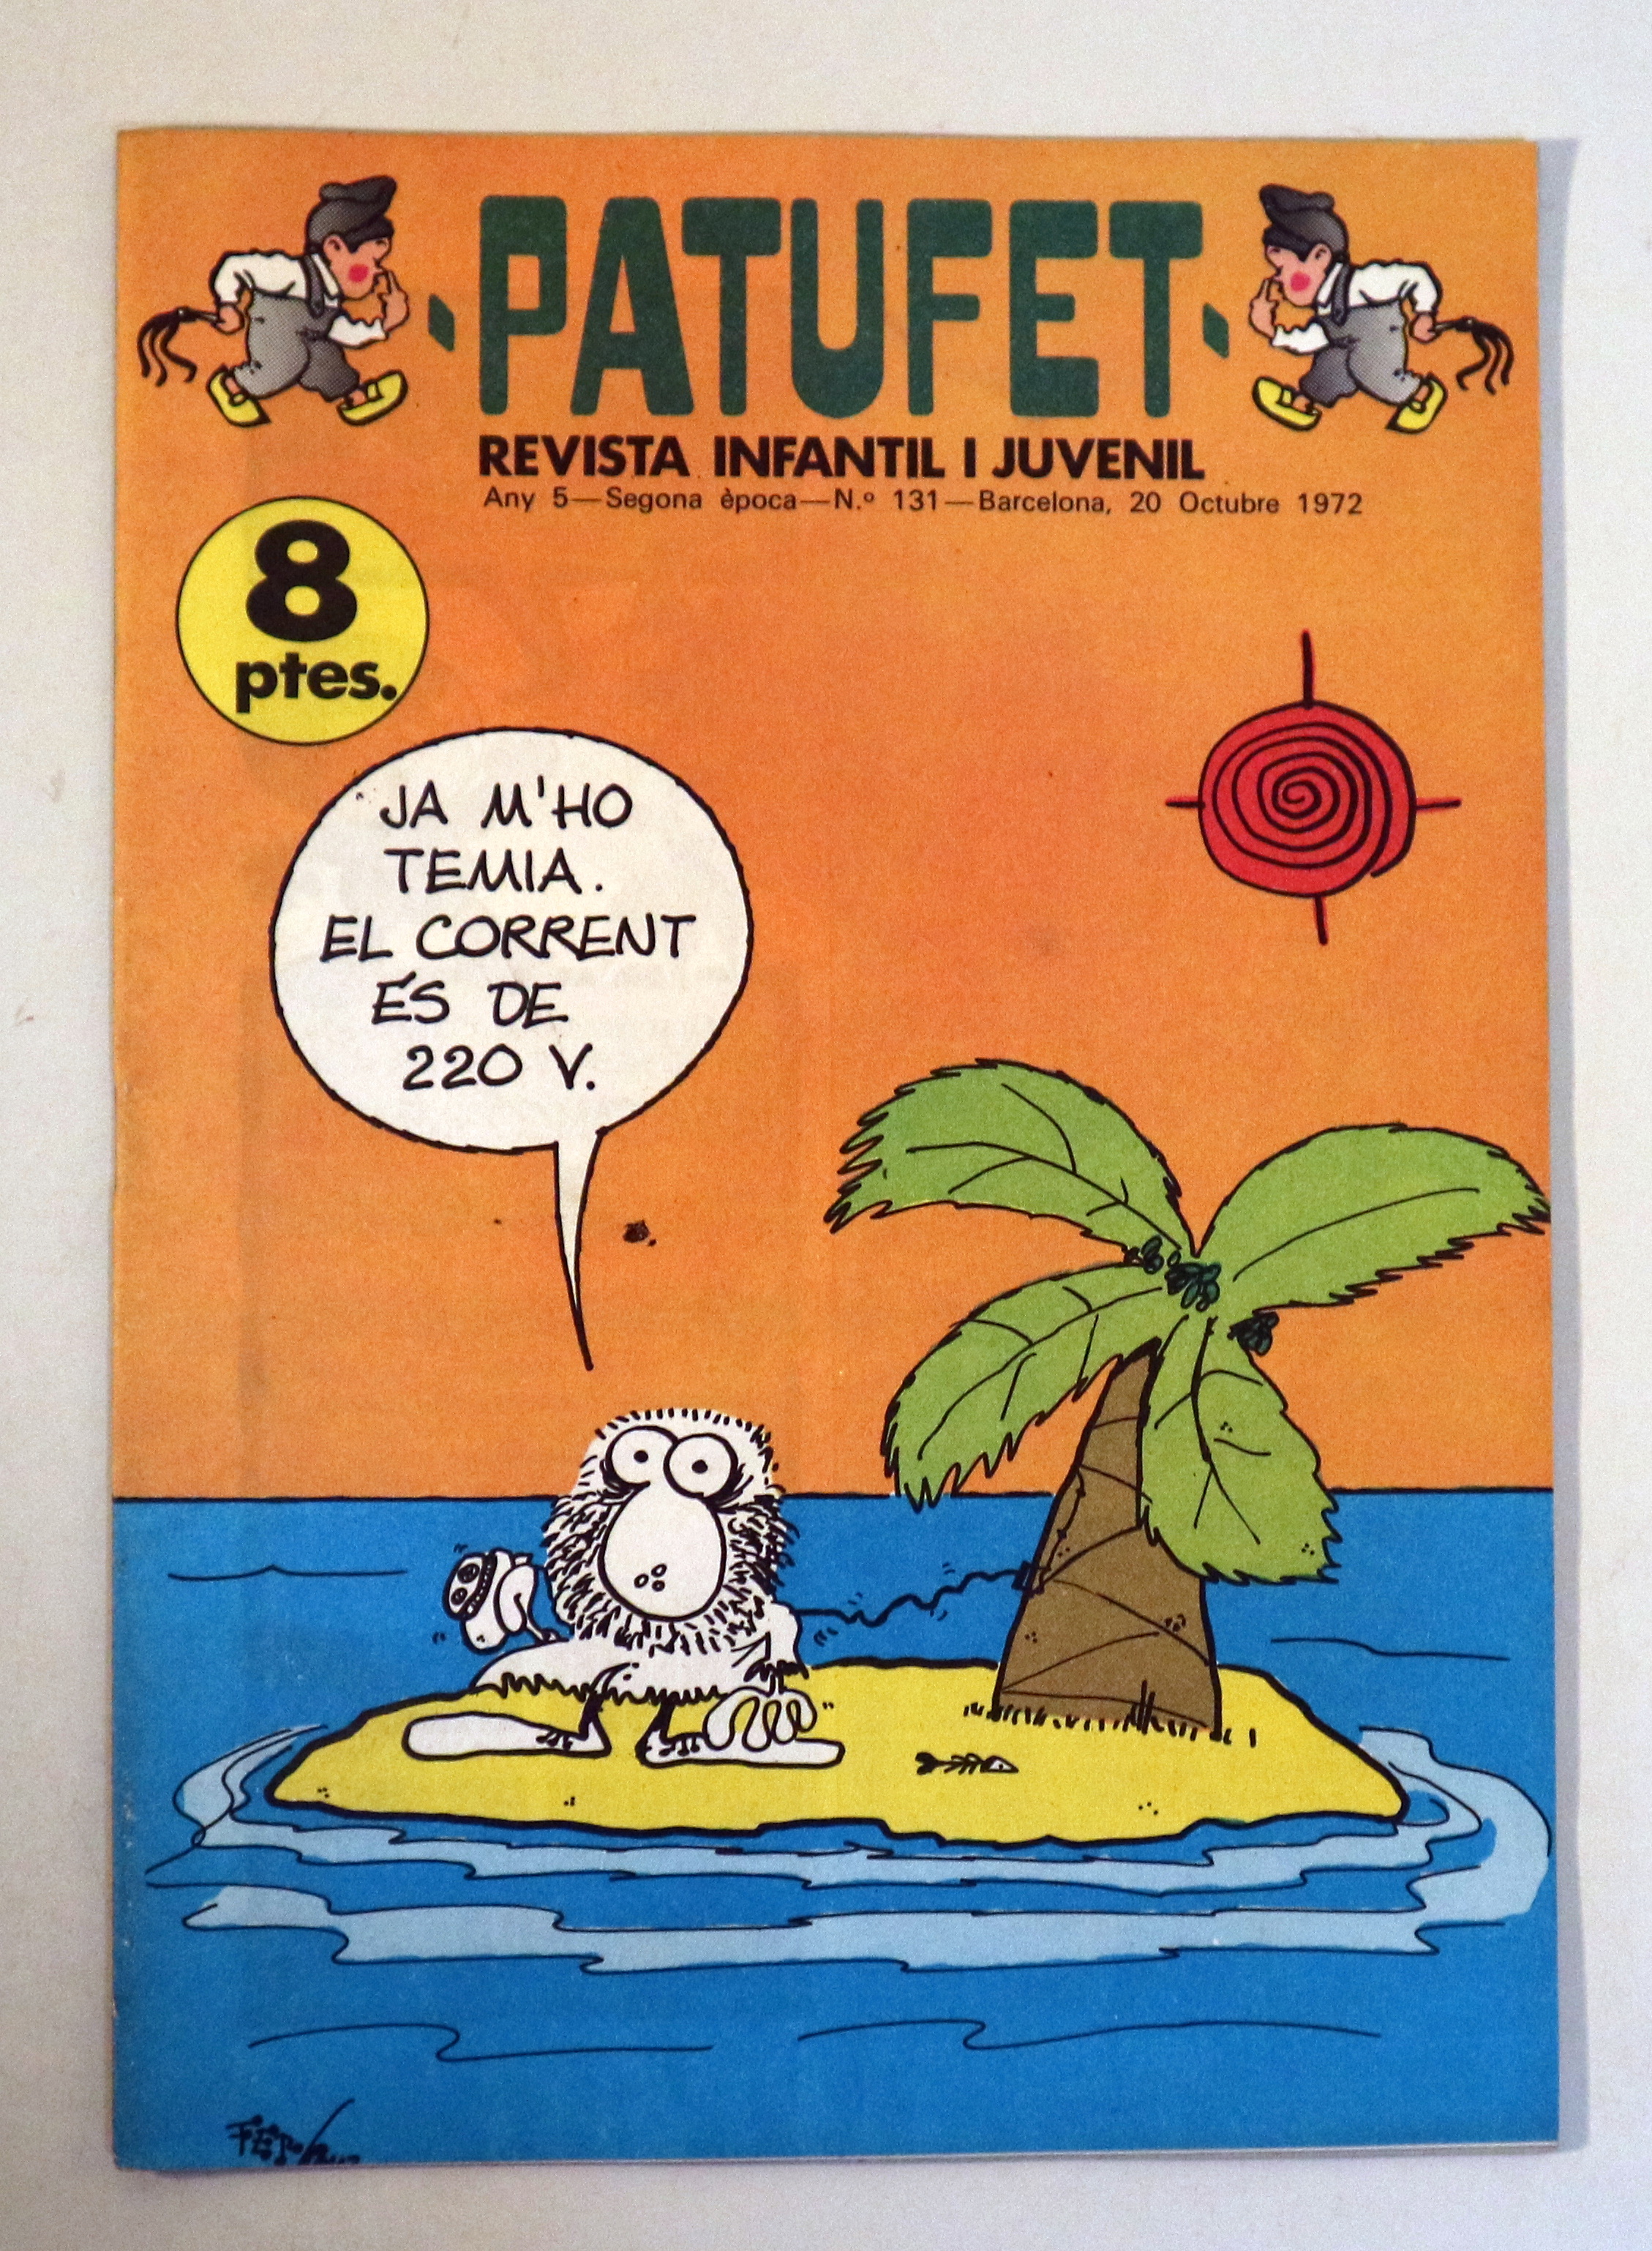 ·PATUFET·
REVISTA INFANTIL I JUVENIL
Any 5—Segona època—N.º 131—Barcelona, 20 Octubre 1972
8
ptes.
JA M'HO
TEMIA.
EL CORRENT
ÉS DE
220 V.